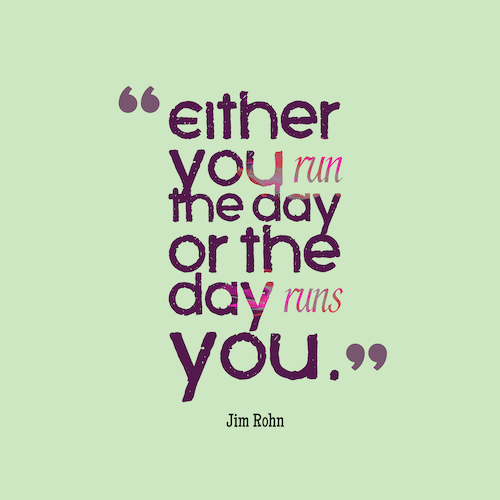 “Either
you run
the day
or the
day runs
you.”
Jim Rohn